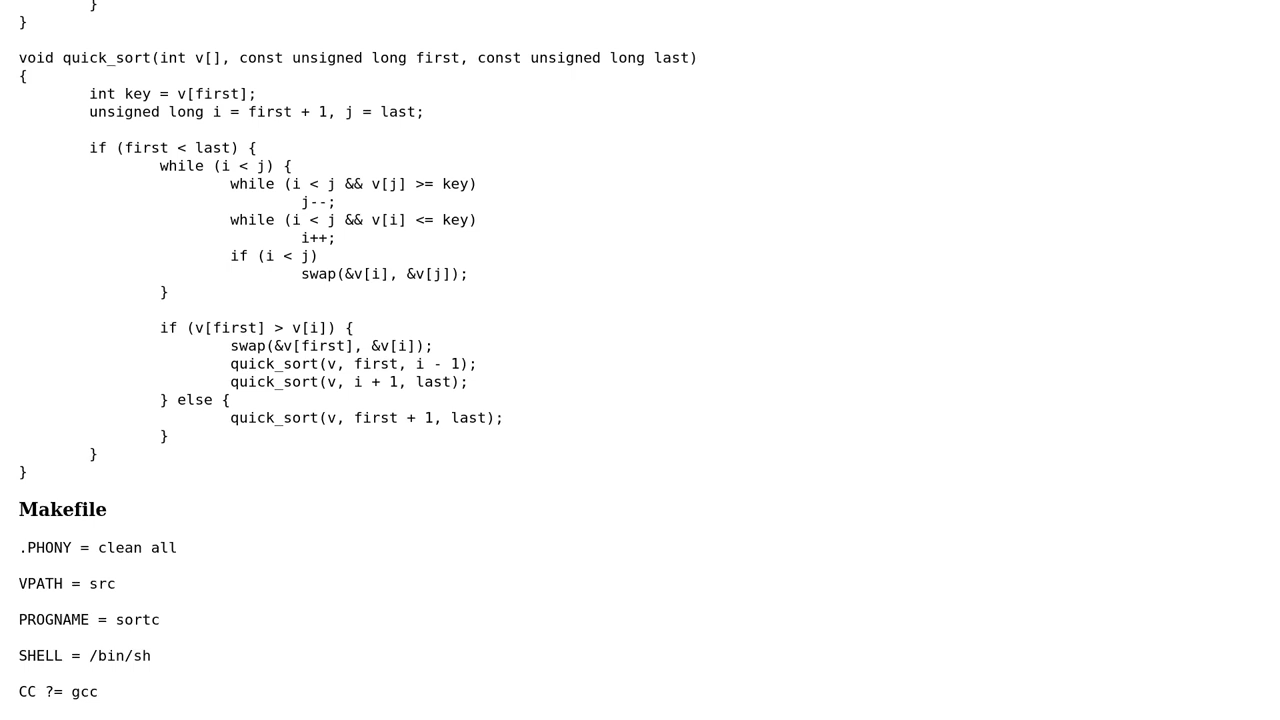 }
}
void quick_sort(int v[], const unsigned long first, const unsigned long last)
{
        int key = v[first];
        unsigned long i = first + 1, j = last;

        if (first < last) {
                while (i < j) {
                        while (i < j && v[j] >= key)
                                j--;
                        while (i < j && v[i] <= key)
                                i++;
                        if (i < j)
                                swap(&v[i], &v[j]);
                }

                if (v[first] > v[i]) {
                        swap(&v[first], &v[i]);
                        quick_sort(v, first, i - 1);
                        quick_sort(v, i + 1, last);
                } else {
                        quick_sort(v, first + 1, last);
                }
        }
}
Makefile
.PHONY = clean all
VPATH = src
PROGNAME = sortc
SHELL = /bin/sh
CC ?= gcc